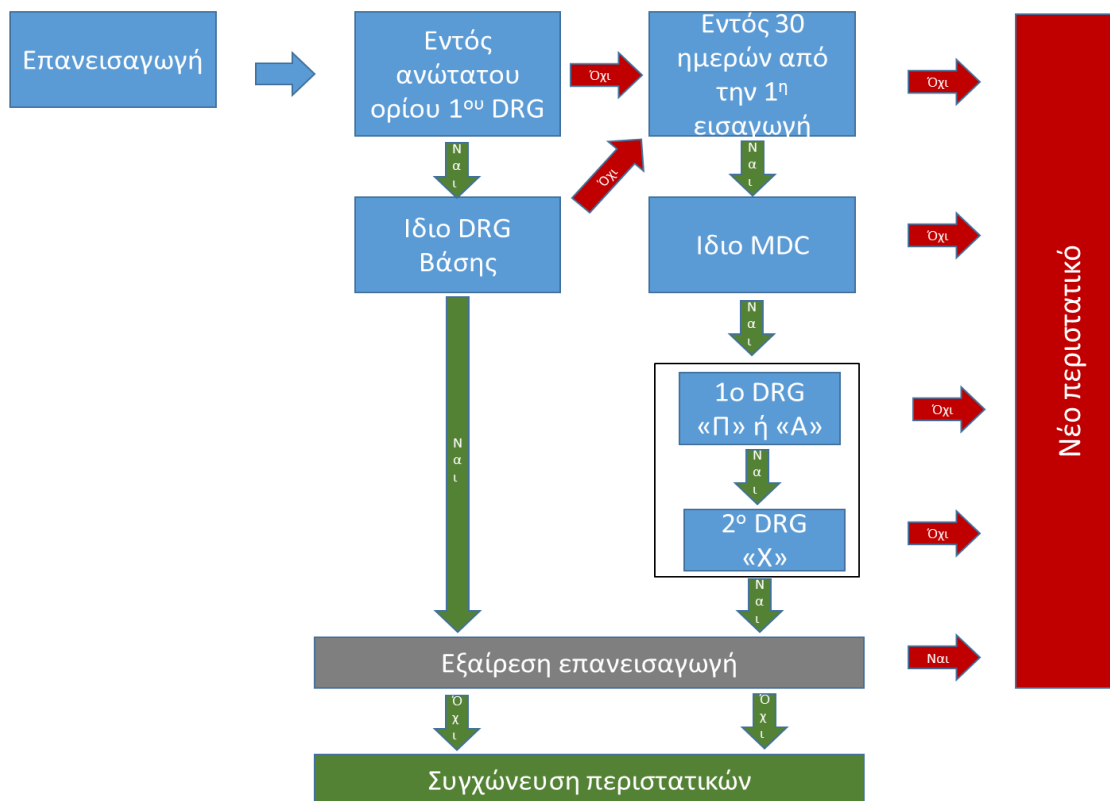 Επανεισαγωγή
Εντός
ανώτατου
ορίου 1ου DRG
Όχι
Εντός 30
ημερών από
την 1η
εισαγωγή
Όχι
Ναι
Όχι
Ναι
Ιδιο DRG
Βάσης
Ιδιο MDC
Όχι
Ναι
Ναι
1ο DRG
«Π» ή «Α»
Όχι
Ναι
2ο DRG
«Χ»
Όχι
Ναι
Εξαίρεση επανεισαγωγή
Ναι
Όχι
Όχι
Συγχώνευση περιστατικών
Νέο περιστατικό